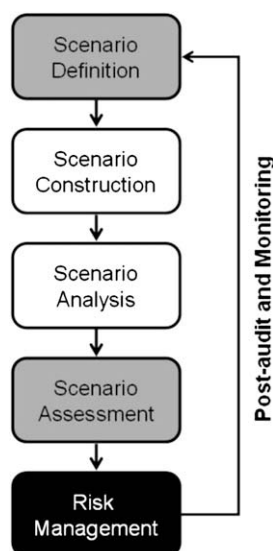 Scenario
Definition
Scenario
Construction
Scenario
Analysis
Scenario
Assessment
Risk
Management
Post-audit and Monitoring